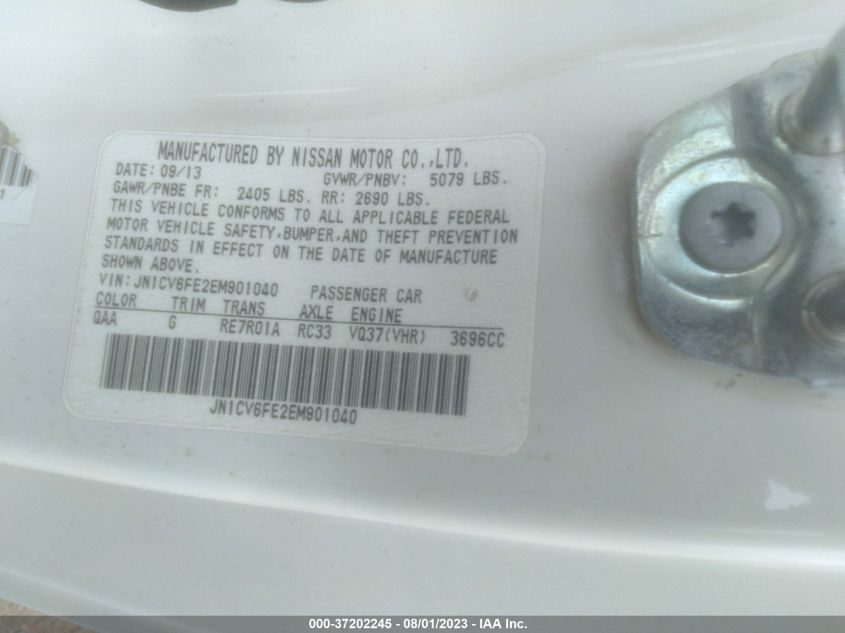 MANUFACTURED BY NISSAN MOTOR CO.,LTD.
DATE: 09/13 GVWR/PNBV: 5079 LBS.
GAWR/PNBE FR: 2405 LBS. RR: 2690 LBS.
THIS VEHICLE CONFORMS TO ALL APPLICABLE FEDERAL
MOTOR VEHICLE SAFETY,BUMPER,AND THEFT PREVENTION
STANDARDS IN EFFECT ON THE DATE OF MANUFACTURE
SHOWN ABOVE.
VIN:JN1CV6FE2EM901040 PASSENGER CAR
COLOR TRIM TRANS AXLE ENGINE
QAA G RE7R01A RC33 VQ37(VHR) 3696CC
JN1CV6FE2EM901040
1
000-37202245 - 08/01/2023 - IAA Inc.